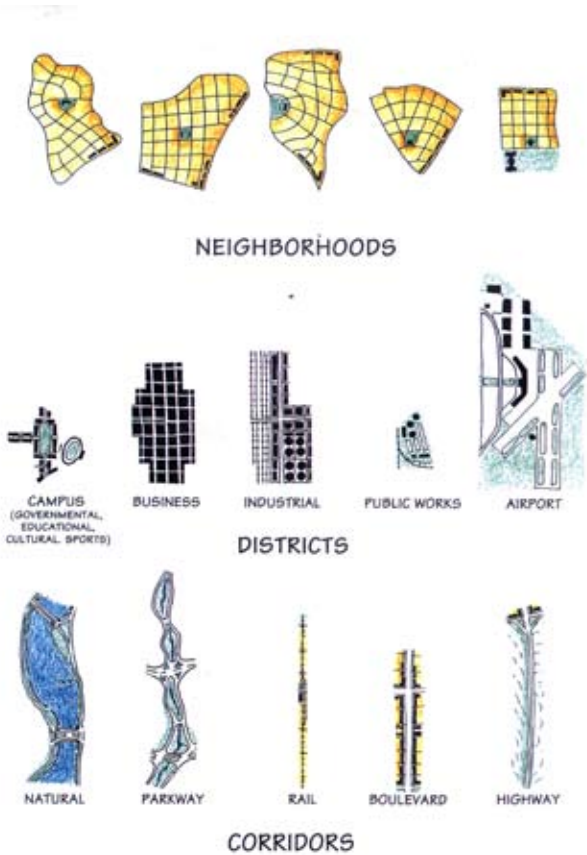 NEIGHBORHOODS
CAMPUS
(GOVERNMENTAL,
EDUCATIONAL,
CULTURAL, SPORTS)
BUSINESS
INDUSTRIAL
PUBLIC WORKS
AIRPORT
DISTRICTS
NATURAL
PARKWAY
RAIL
BOULEVARD
HIGHWAY
CORRIDORS